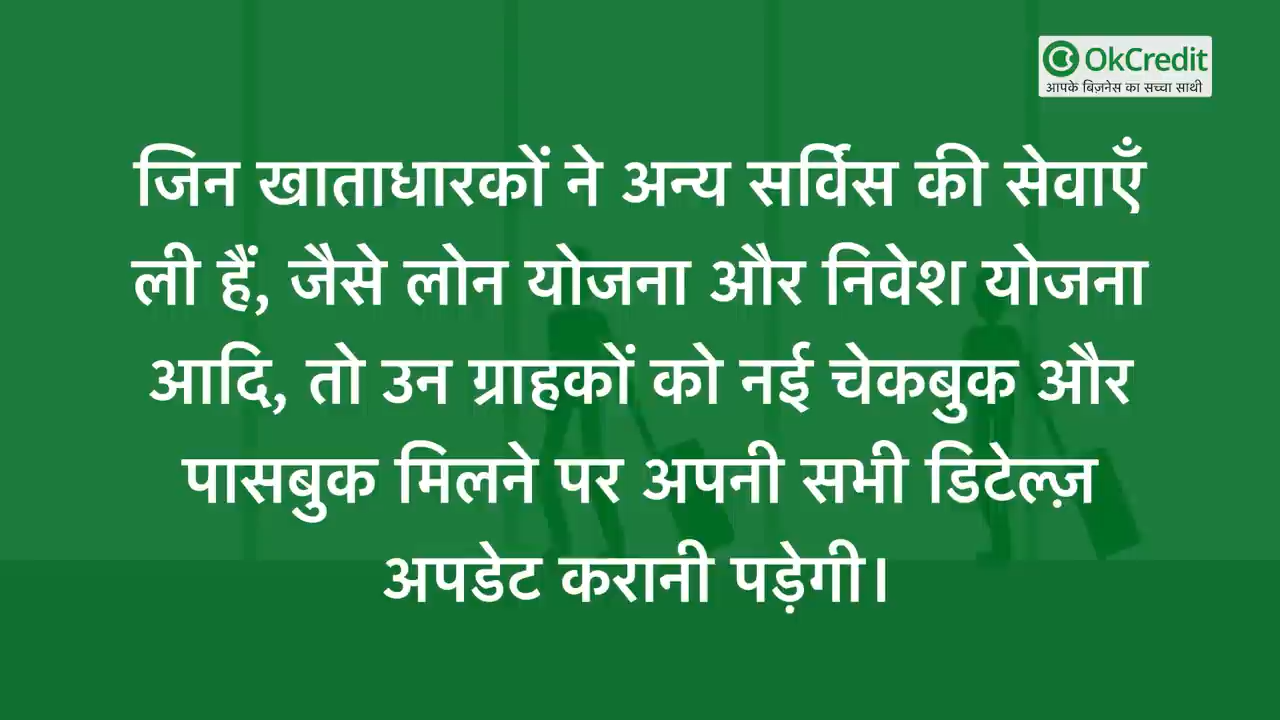 OkCredit
आपके बिज़नेस का सच्चा साथी
जिन खाताधारकों ने अन्य सर्विस की सेवाएँ
ली हैं, जैसे लोन योजना और निवेश योजना
आदि, तो उन ग्राहकों को नई चेकबुक और
पासबुक मिलने पर अपनी सभी डिटेल्ज़
अपडेट करानी पड़ेगी।